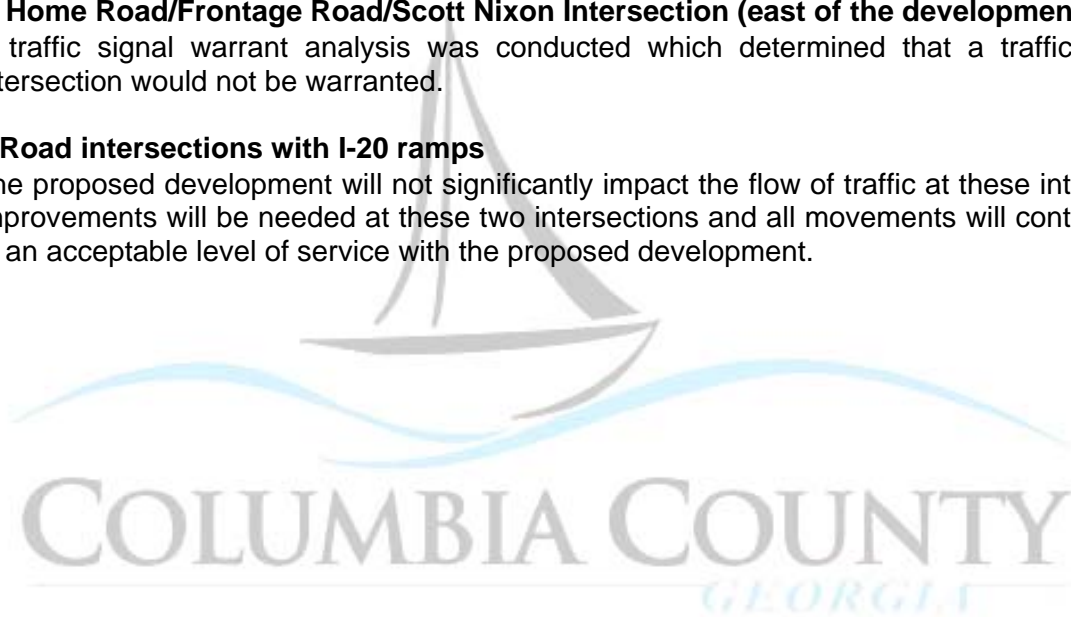 Home Road/Frontage Road/Scott Nixon Intersection (east of the developmen
traffic signal warrant analysis was conducted which determined that a traffic
tersection would not be warranted.
Road intersections with I-20 ramps
ne proposed development will not significantly impact the flow of traffic at these int
nprovements will be needed at these two intersections and all movements will cont
an acceptable level of service with the proposed development.
COLUMBIA COUNTY
GEORGIA